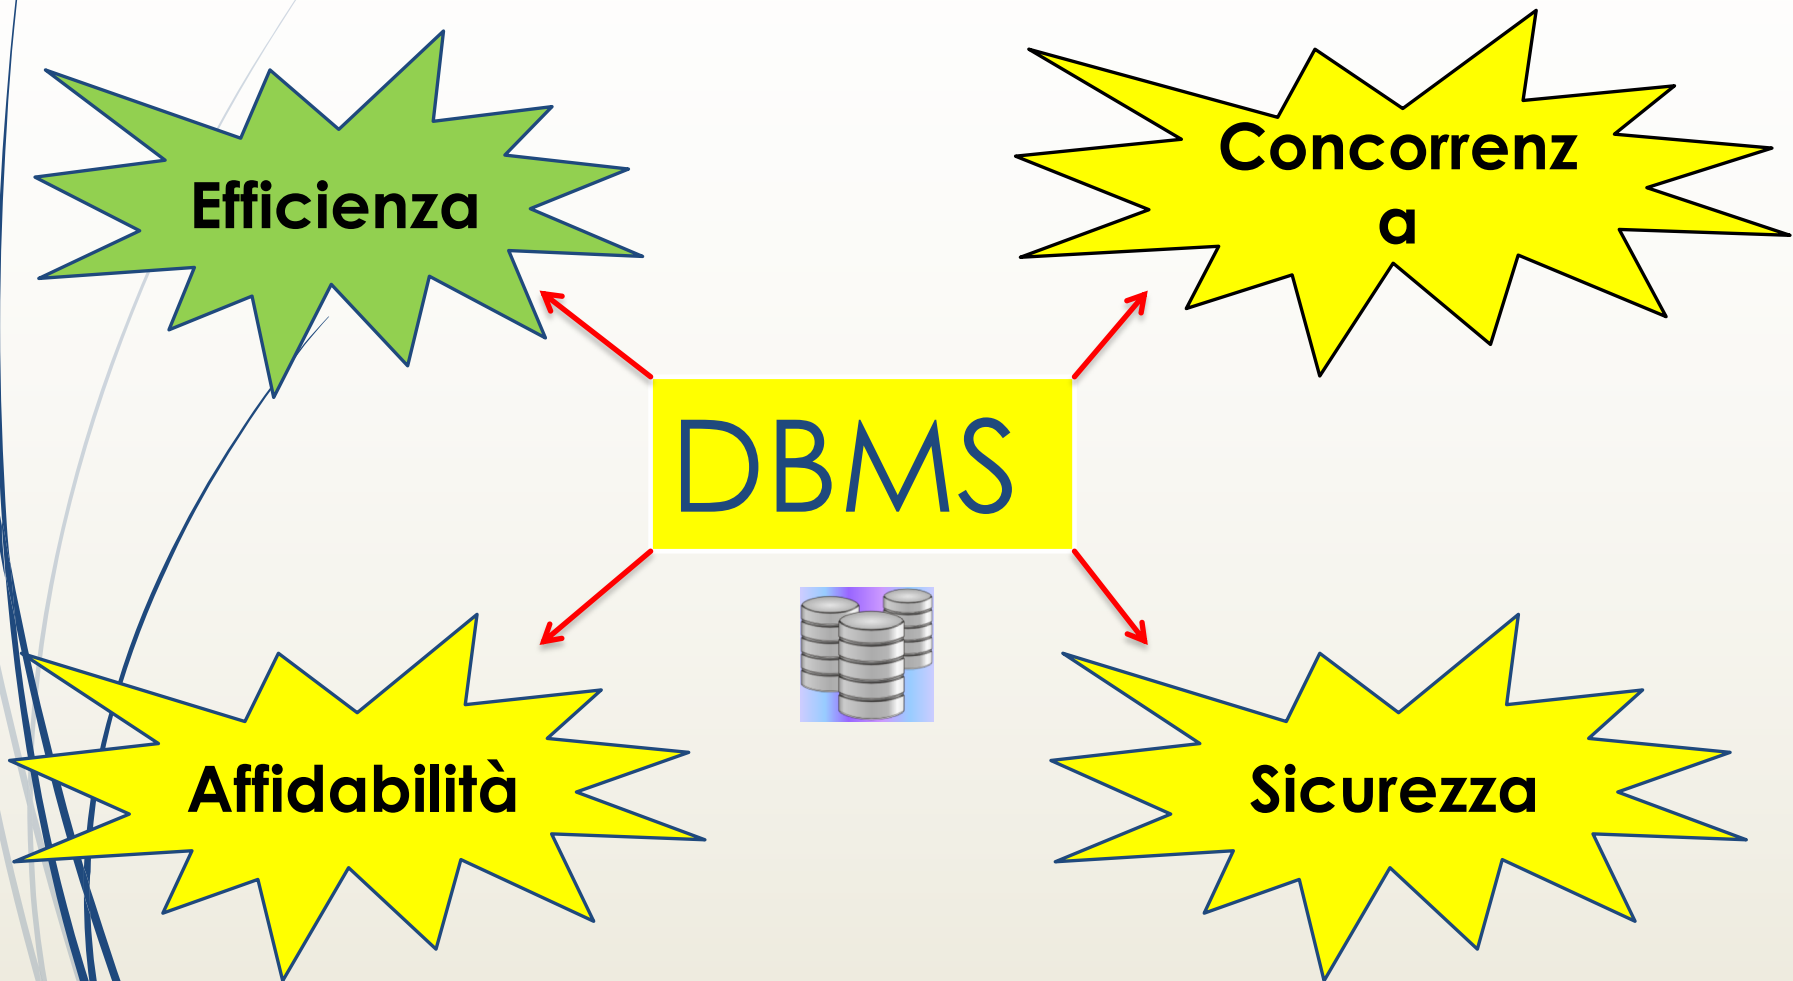 Efficienza
Concorrenz
a
DBMS
Affidabilità
Sicurezza